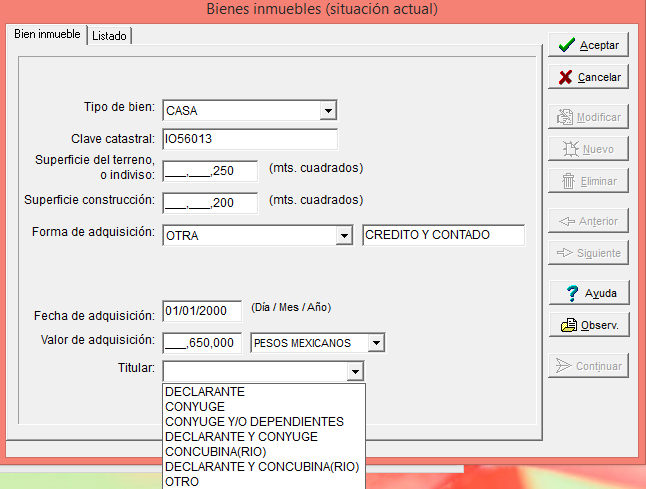 Bienes inmuebles (situación actual)
Bien inmueble Listado
Tipo de bien: CASA
Clave catastral: IO56013
Superficie del terreno,
o indiviso: ___,___,250 (mts. cuadrados)
Superficie construcción: ___,___,200 (mts. cuadrados)
Forma de adquisición: OTRA CREDITO Y CONTADO
Fecha de adquisición: 01/01/2000 (Día / Mes / Año)
Valor de adquisición: ___,650,000 PESOS MEXICANOS
Titular:
DECLARANTE
CONYUGE
CONYUGE Y/O DEPENDIENTES
DECLARANTE Y CONYUGE
CONCUBINA(RIO)
DECLARANTE Y CONCUBINA(RIO)
OTRO
Aceptar
Cancelar
Modificar
Nuevo
Eliminar
Anterior
Siguiente
Ayuda
Observ.
Continuar